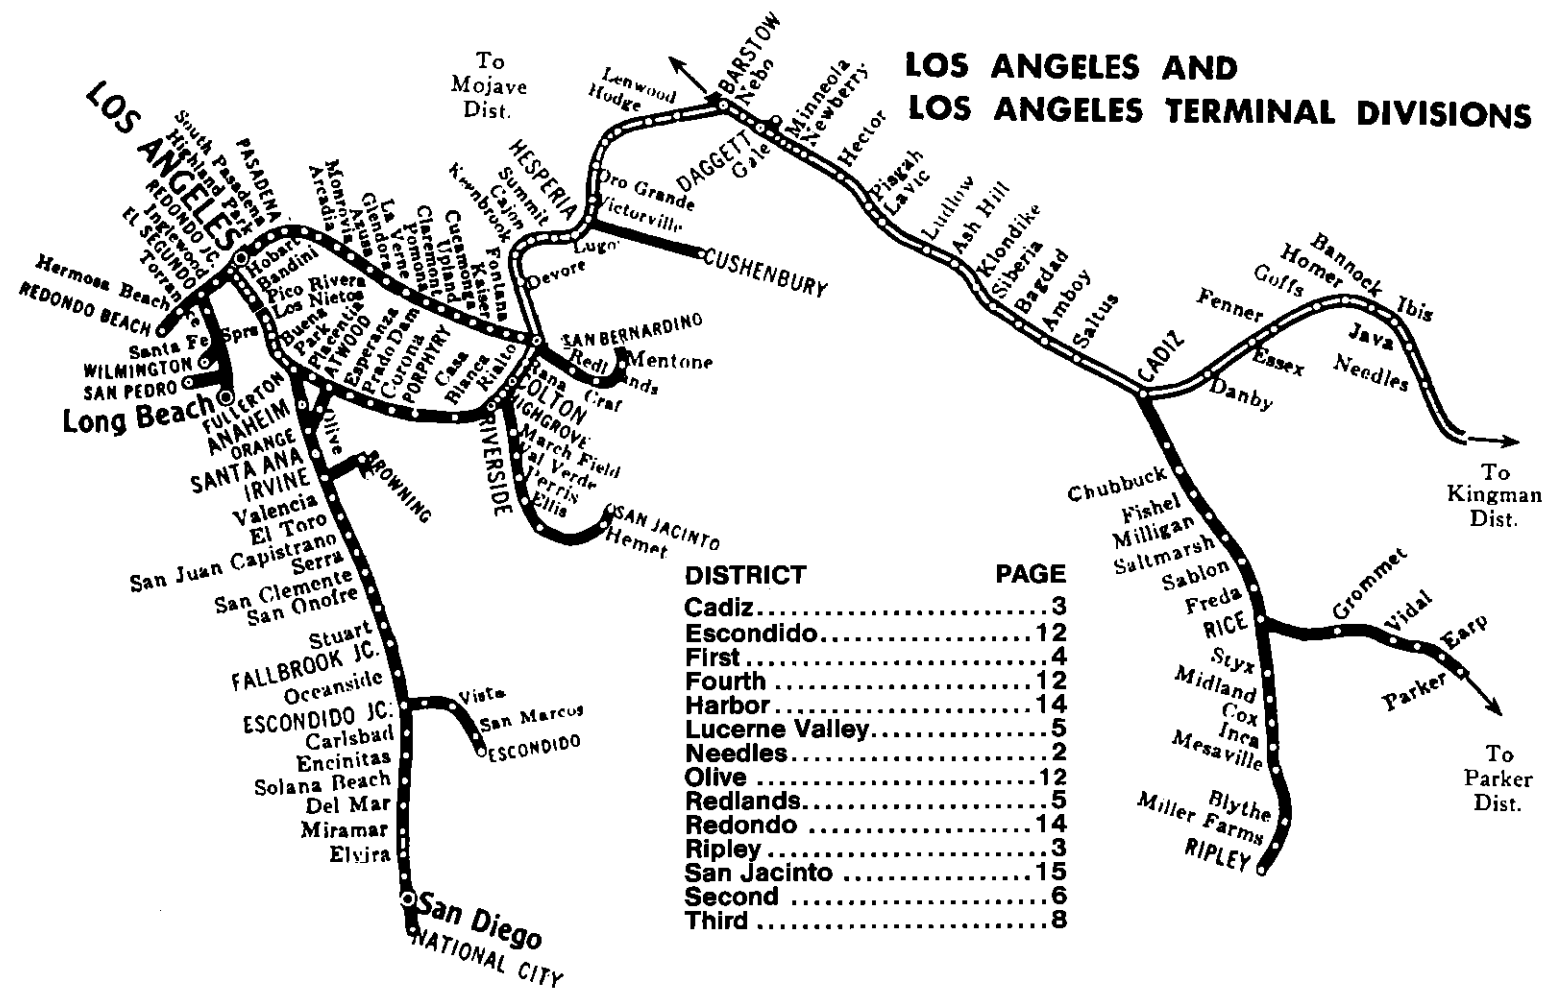 LOS ANGELES AND
LOS ANGELES TERMINAL DIVISIONS
To
Mojave
Dist.
BARSTOW
Nebo
Lenwood
Hodge
Minneola
Newberry
DAGGETT
Gale
Hector
Pisgah
Lavic
Ludlow
Ash Hill
Klondike
Siberia
Bagdad
Amboy
Saltus
CADIZ
Danby
Essex
Fenner
Goffs
Homer
Bannock
Ibis
Java
Needles
To
Kingman
Dist.
HESPERIA
Oro Grande
Victorville
CUSHENBURY
Lugo
Summit
Cajon
Keenbrook
Devore
LOS ANGELES
PASADENA
South Pasadena
Highland Park
REDONDO JC.
Inglewood
EL SEGUNDO
Torrance
Hermosa Beach
REDONDO BEACH
Santa Fe Sprs
WILMINGTON
SAN PEDRO
Long Beach
Arcadia
Monrovia
Azusa
Glendora
La Verne
Pomona
Claremont
Upland
Cucamonga
Kaiser
Fontana
Hobart
Bandini
Pico Rivera
Los Nietos
Buena Park
Placentia
ATWOOD
Esperanza
Prado Dam
Corona
PORPHYRY
Casa Blanca
Rialto
SAN BERNARDINO
Redlands
Mentone
Craf
Rana
COLTON
HIGHGROVE
RIVERSIDE
March Field
Val Verde
Perris
Ellis
SAN JACINTO
Hemet
FULLERTON
ANAHEIM
ORANGE
Olive
SANTA ANA
IRVINE
BROWNING
Valencia
El Toro
San Juan Capistrano
Serra
San Clemente
San Onofre
Stuart
FALLBROOK JC.
Oceanside
ESCONDIDO JC.
Vista
San Marcos
ESCONDIDO
Carlsbad
Encinitas
Solana Beach
Del Mar
Miramar
Elvira
San Diego
NATIONAL CITY
Chubbuck
Fishel
Milligan
Saltmarsh
Sablon
Freda
RICE
Grommet
Vidal
Earp
Parker
To
Parker
Dist.
Styx
Midland
Cox
Inca
Mesaville
Blythe
Miller Farms
RIPLEY
DISTRICT PAGE
Cadiz........................3
Escondido..................12
First.........................4
Fourth......................12
Harbor......................14
Lucerne Valley..............5
Needles.....................2
Olive.......................12
Redlands....................5
Redondo....................14
Ripley.......................3
San Jacinto................15
Second......................6
Third........................8